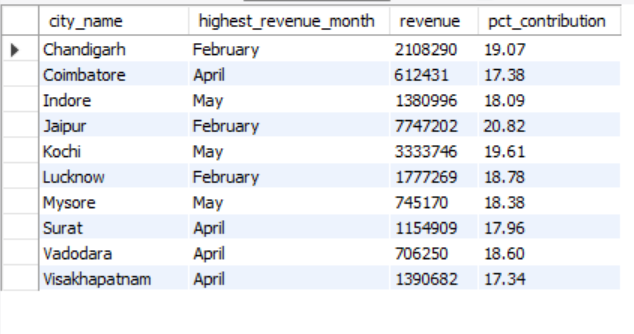 city_name highest_revenue_month revenue pct_contribution
Chandigarh February 2108290 19.07
Coimbatore April 612431 17.38
Indore May 1380996 18.09
Jaipur February 7747202 20.82
Kochi May 3333746 19.61
Lucknow February 1777269 18.78
Mysore May 745170 18.38
Surat April 1154909 17.96
Vadodara April 706250 18.60
Visakhapatnam April 1390682 17.34